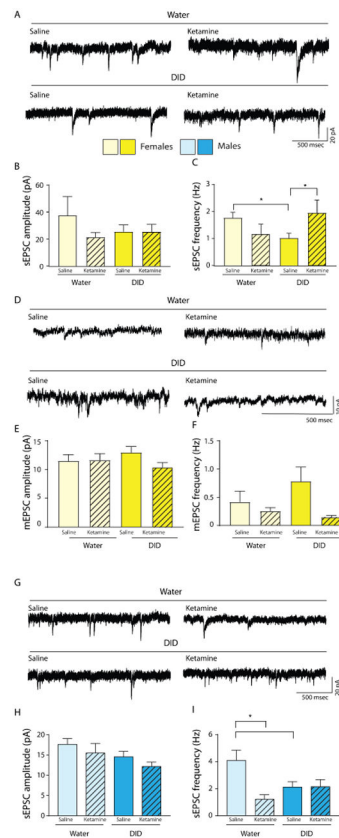 A
Water
Saline
Ketamine
DID
Saline
Ketamine
20 pA
500 msec
Females
Males
B
sEPSC amplitude (pA)
60
40
20
0
Saline
Ketamine
Saline
Ketamine
Water
DID
C
sEPSC frequency (Hz)
3
2
1
0
*
*
Saline
Ketamine
Saline
Ketamine
Water
DID
D
Water
Saline
Ketamine
DID
Saline
Ketamine
500 msec
E
mEPSC amplitude (pA)
15
10
5
0
Saline
Ketamine
Saline
Ketamine
Water
DID
F
mEPSC frequency (Hz)
1.5
1
0.5
0
Saline
Ketamine
Saline
Ketamine
Water
DID
G
Water
Saline
Ketamine
DID
Saline
Ketamine
20 pA
500 msec
H
sEPSC amplitude (pA)
20
15
10
5
0
Saline
Ketamine
Saline
Ketamine
Water
DID
I
sEPSC frequency (Hz)
6
4
2
0
*
Saline
Ketamine
Saline
Ketamine
Water
DID